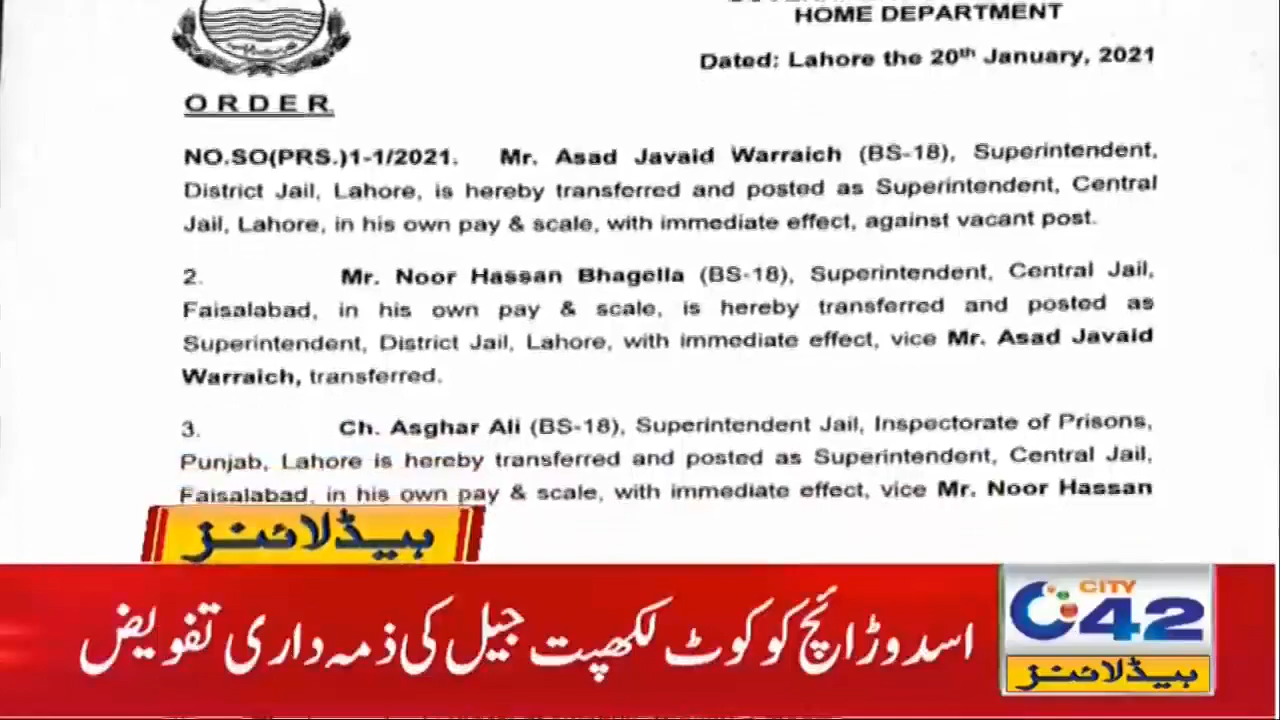 HOME DEPARTMENT
Dated: Lahore the 20th January, 2021
ORDER
NO.SO(PRS.)1-1/2021. Mr. Asad Javaid Warraich (BS-18), Superintendent,
District Jail, Lahore, is hereby transferred and posted as Superintendent, Central
Jail, Lahore, in his own pay & scale, with immediate effect, against vacant post.
2. Mr. Noor Hassan Bhagella (BS-18), Superintendent, Central Jail,
Faisalabad, in his own pay & scale, is hereby transferred and posted as
Superintendent, District Jail, Lahore, with immediate effect, vice Mr. Asad Javaid
Warraich, transferred.
3. Ch. Asghar Ali (BS-18), Superintendent Jail, Inspectorate of Prisons,
Punjab, Lahore is hereby transferred and posted as Superintendent, Central Jail,
Faisalabad, in his own pay & scale, with immediate effect, vice Mr. Noor Hassan
ہیڈلائنز
اسد وڑائچ کو کوٹ لکھپت جیل کی ذمہ داری تفویض
CITY
42
ہیڈلائنز